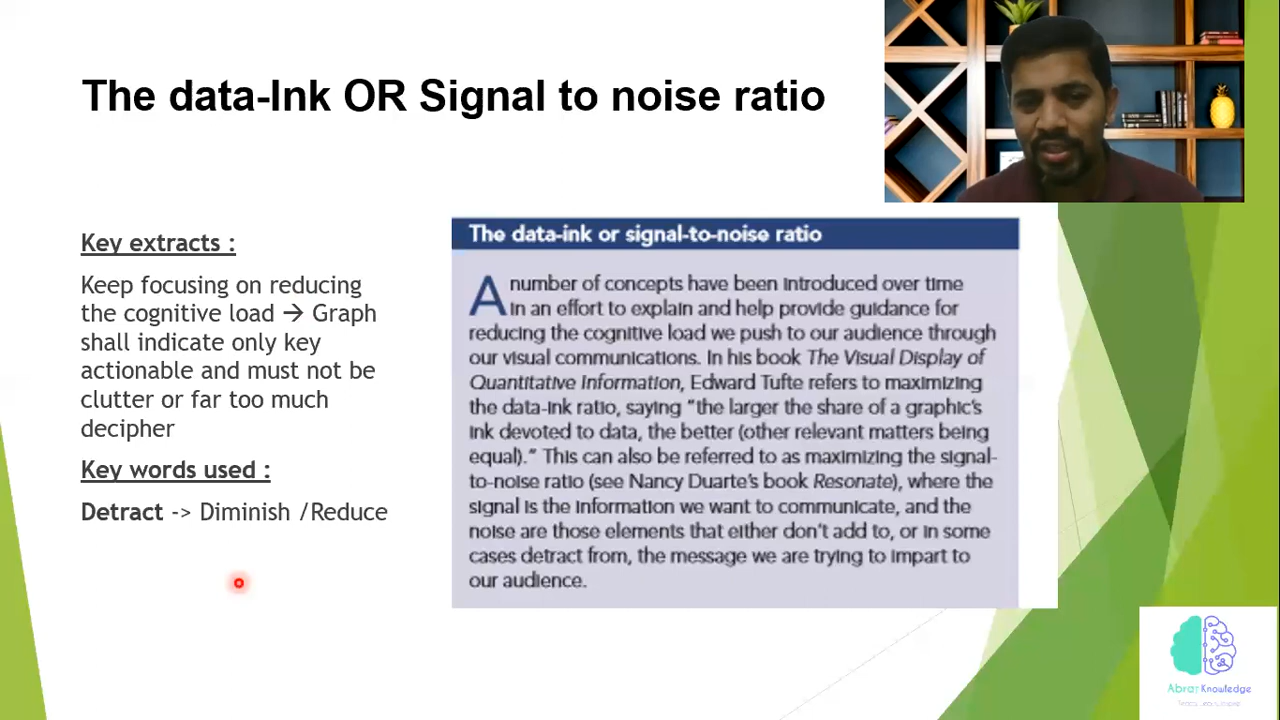 The data-Ink OR Signal to noise ratio
Key extracts :
Keep focusing on reducing
the cognitive load → Graph
shall indicate only key
actionable and must not be
clutter or far too much
decipher
Key words used :
Detract -> Diminish /Reduce
The data-ink or signal-to-noise ratio
A number of concepts have been introduced over time
in an effort to explain and help provide guidance for
reducing the cognitive load we push to our audience through
our visual communications. In his book The Visual Display of
Quantitative Information, Edward Tufte refers to maximizing
the data-ink ratio, saying “the larger the share of a graphic’s
ink devoted to data, the better (other relevant matters being
equal).” This can also be referred to as maximizing the signal-
to-noise ratio (see Nancy Duarte’s book Resonate), where the
signal is the information we want to communicate, and the
noise are those elements that either don’t add to, or in some
cases detract from, the message we are trying to impart to
our audience.
Abrar Knowledge